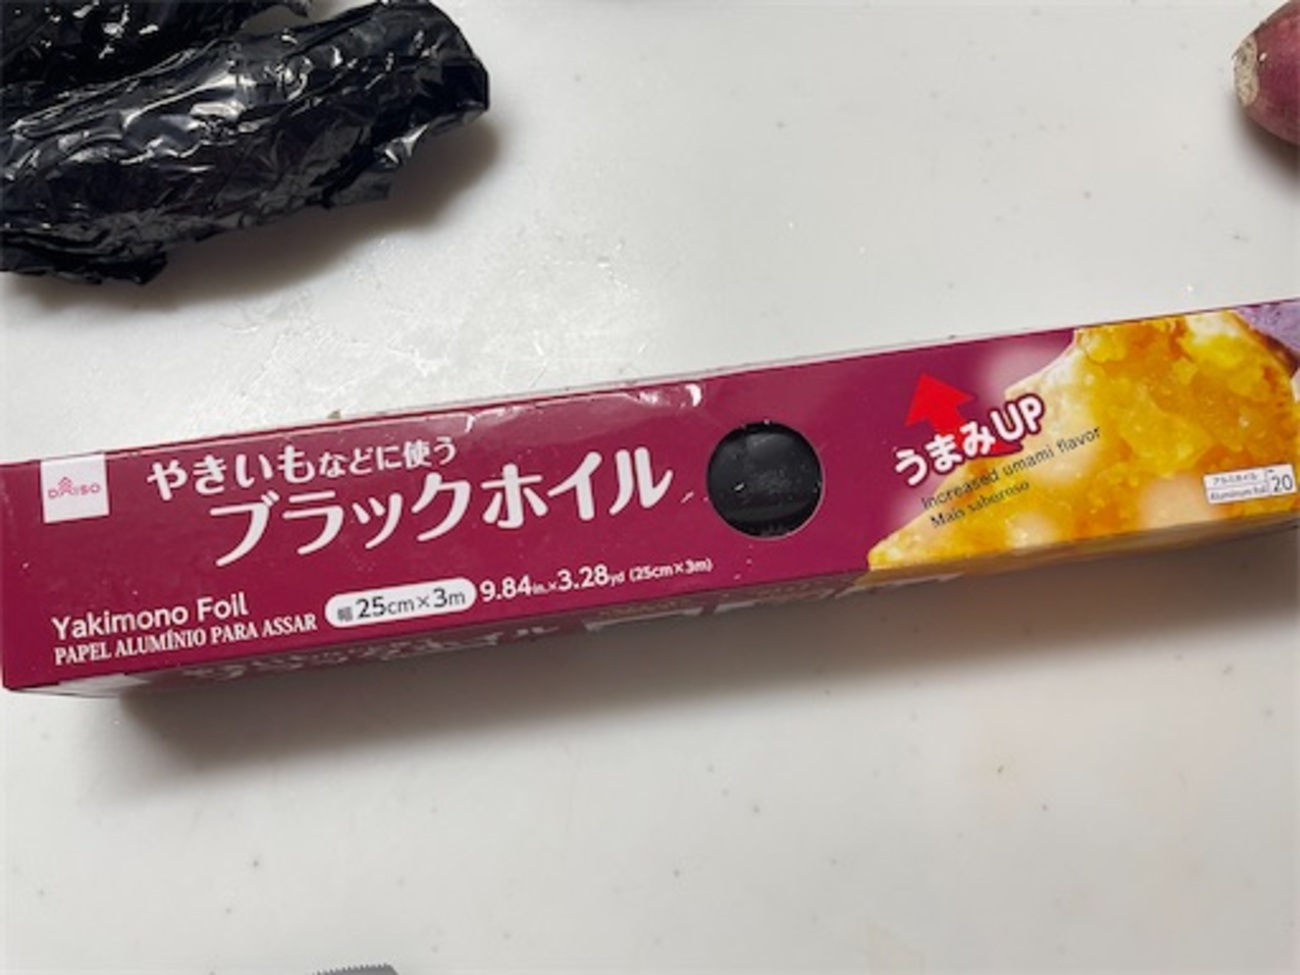 DAISO
やきいもなどに使う
ブラックホイル
Yakimono Foil
PAPEL ALUMÍNIO PARA ASSAR
幅25cm×3m
9.84in.×3.28yd (25cm×3m)
うまみUP
Increased umami flavor
Mais saboroso
アルミホイル
Aluminum foil
20